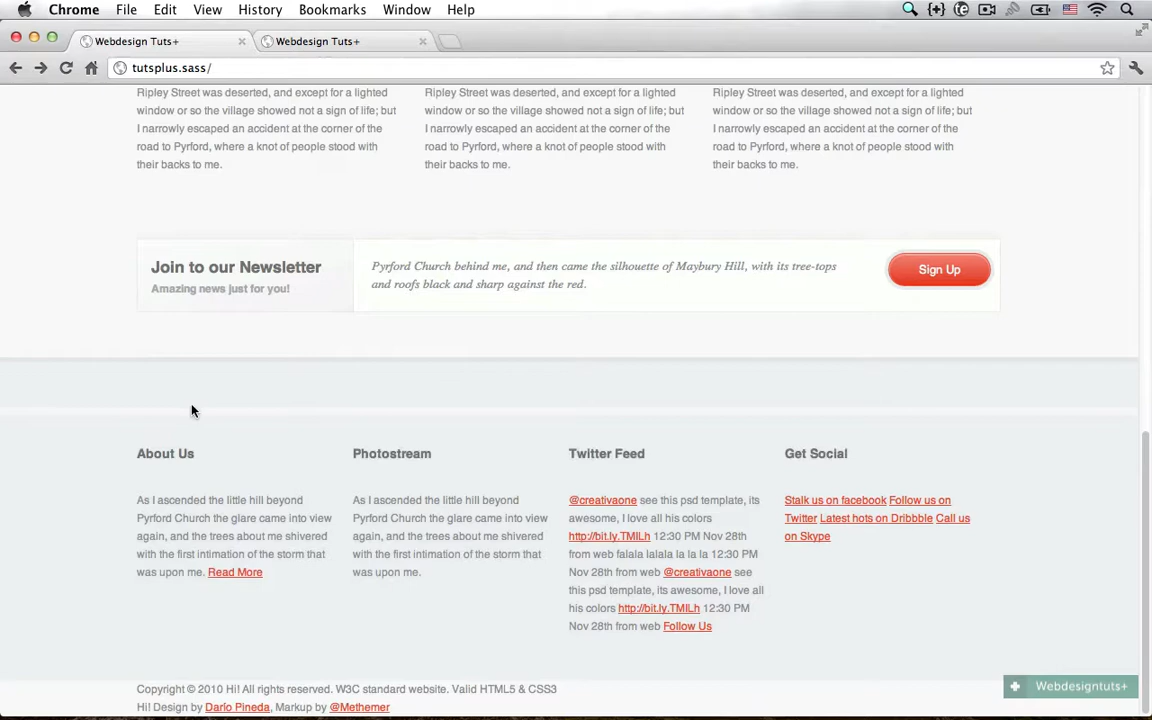 Chrome File Edit View History Bookmarks Window Help
Webdesign Tuts+ Webdesign Tuts+
tutsplus.sass/
Ripley Street was deserted, and except for a lighted
window or so the village showed not a sign of life; but
I narrowly escaped an accident at the corner of the
road to Pyrford, where a knot of people stood with
their backs to me.
Ripley Street was deserted, and except for a lighted
window or so the village showed not a sign of life; but
I narrowly escaped an accident at the corner of the
road to Pyrford, where a knot of people stood with
their backs to me.
Ripley Street was deserted, and except for a lighted
window or so the village showed not a sign of life; but
I narrowly escaped an accident at the corner of the
road to Pyrford, where a knot of people stood with
their backs to me.
Join to our Newsletter
Amazing news just for you!
Pyrford Church behind me, and then came the silhouette of Maybury Hill, with its tree-tops
and roofs black and sharp against the red.
Sign Up
About Us
As I ascended the little hill beyond
Pyrford Church the glare came into view
again, and the trees about me shivered
with the first intimation of the storm that
was upon me. Read More
Photostream
As I ascended the little hill beyond
Pyrford Church the glare came into view
again, and the trees about me shivered
with the first intimation of the storm that
was upon me.
Twitter Feed
@creativaone see this psd template, its
awesome, I love all his colors
http://bit.ly.TMILh 12:30 PM Nov 28th
from web falala lalala la la la 12:30 PM
Nov 28th from web @creativaone see
this psd template, its awesome, I love all
his colors http://bit.ly.TMILh 12:30 PM
Nov 28th from web Follow Us
Get Social
Stalk us on facebook Follow us on
Twitter Latest hots on Dribbble Call us
on Skype
Copyright © 2010 Hi! All rights reserved. W3C standard website. Valid HTML5 & CSS3
Hi! Design by Darlo Pineda, Markup by @Methemer
Webdesigntuts+